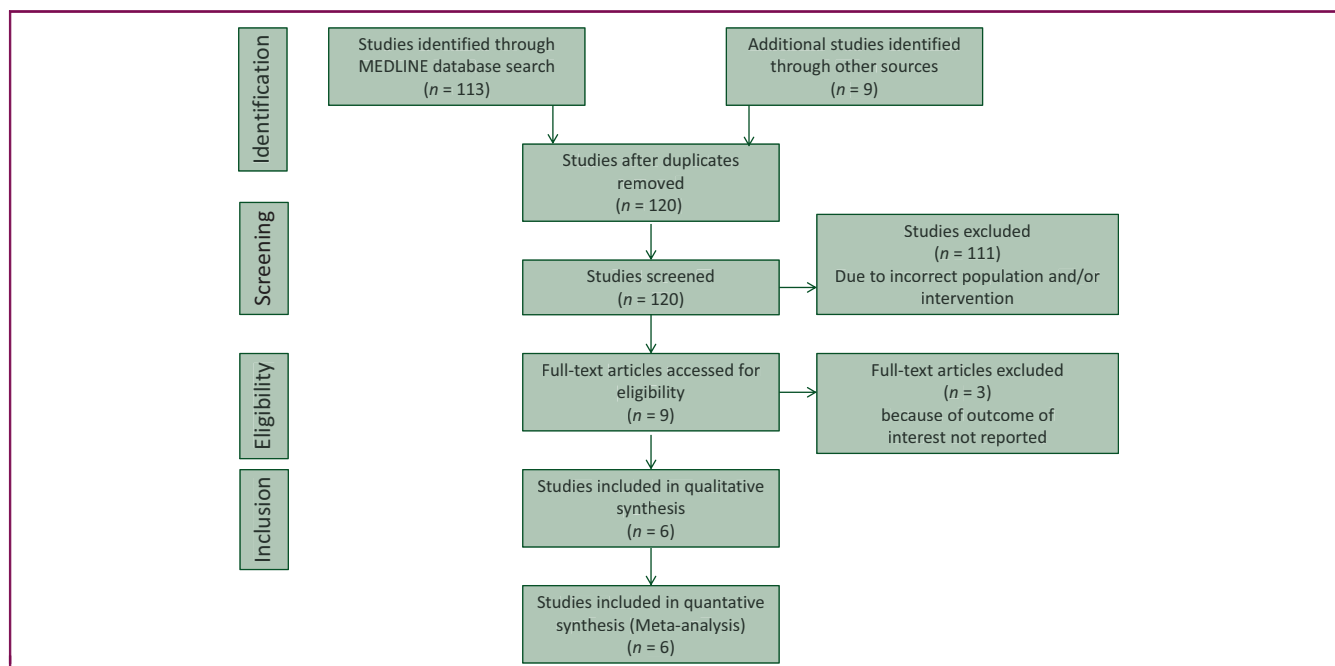 Identification
Studies identified through
MEDLINE database search
(n = 113)
Additional studies identified
through other sources
(n = 9)
Studies after duplicates
removed
(n = 120)
Screening
Studies screened
(n = 120)
Studies excluded
(n = 111)
Due to incorrect population and/or
intervention
Eligibility
Full-text articles accessed for
eligibility
(n = 9)
Full-text articles excluded
(n = 3)
because of outcome of
interest not reported
Inclusion
Studies included in qualitative
synthesis
(n = 6)
Studies included in quantative
synthesis (Meta-analysis)
(n = 6)